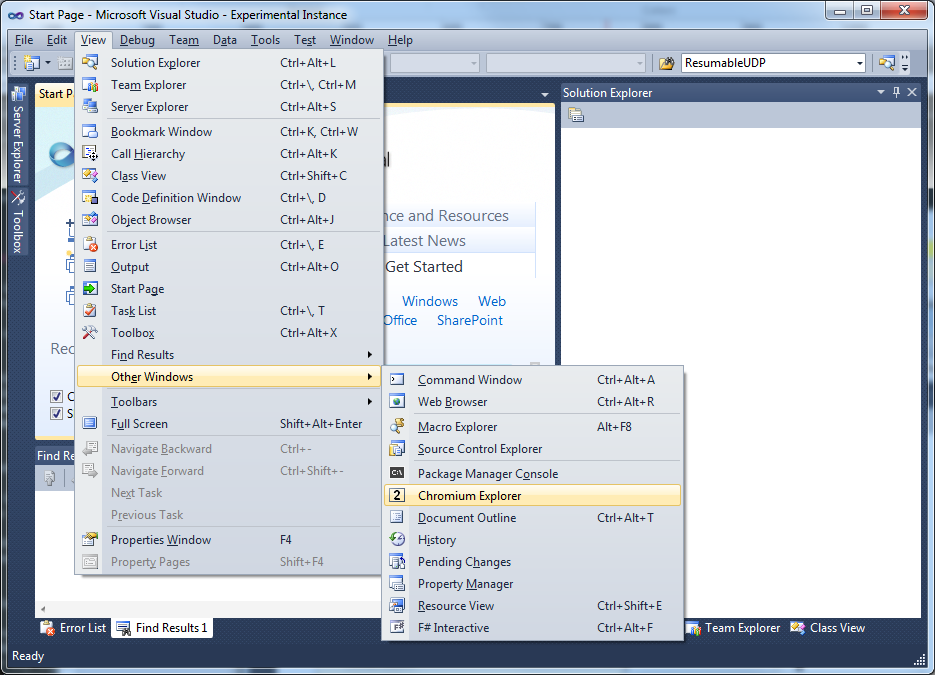 Start Page - Microsoft Visual Studio - Experimental Instance
File Edit View Debug Team Data Tools Test Window Help
ResumableUDP
Server Explorer
Toolbox
Start P
Solution Explorer Ctrl+Alt+L
Team Explorer Ctrl+\, Ctrl+M
Server Explorer Ctrl+Alt+S
Bookmark Window Ctrl+K, Ctrl+W
Call Hierarchy Ctrl+Alt+K
Class View Ctrl+Shift+C
Code Definition Window Ctrl+\, D
Object Browser Ctrl+Alt+J
Error List Ctrl+\, E
Output Ctrl+Alt+O
Start Page
Task List Ctrl+\, T
Toolbox Ctrl+Alt+X
Find Results
Other Windows
Toolbars
Full Screen Shift+Alt+Enter
Navigate Backward Ctrl+-
Navigate Forward Ctrl+Shift+-
Next Task
Previous Task
Properties Window F4
Property Pages Shift+F4
Rec
C
S
Find Re
al
nce and Resources
Latest News
Get Started
Windows Web
Office SharePoint
Solution Explorer
Command Window Ctrl+Alt+A
Web Browser Ctrl+Alt+R
Macro Explorer Alt+F8
Source Control Explorer
C:\ Package Manager Console
2 Chromium Explorer
Document Outline Ctrl+Alt+T
History
Pending Changes
Property Manager
Resource View Ctrl+Shift+E
F# F# Interactive Ctrl+Alt+F
Error List Find Results 1
Team Explorer Class View
Ready